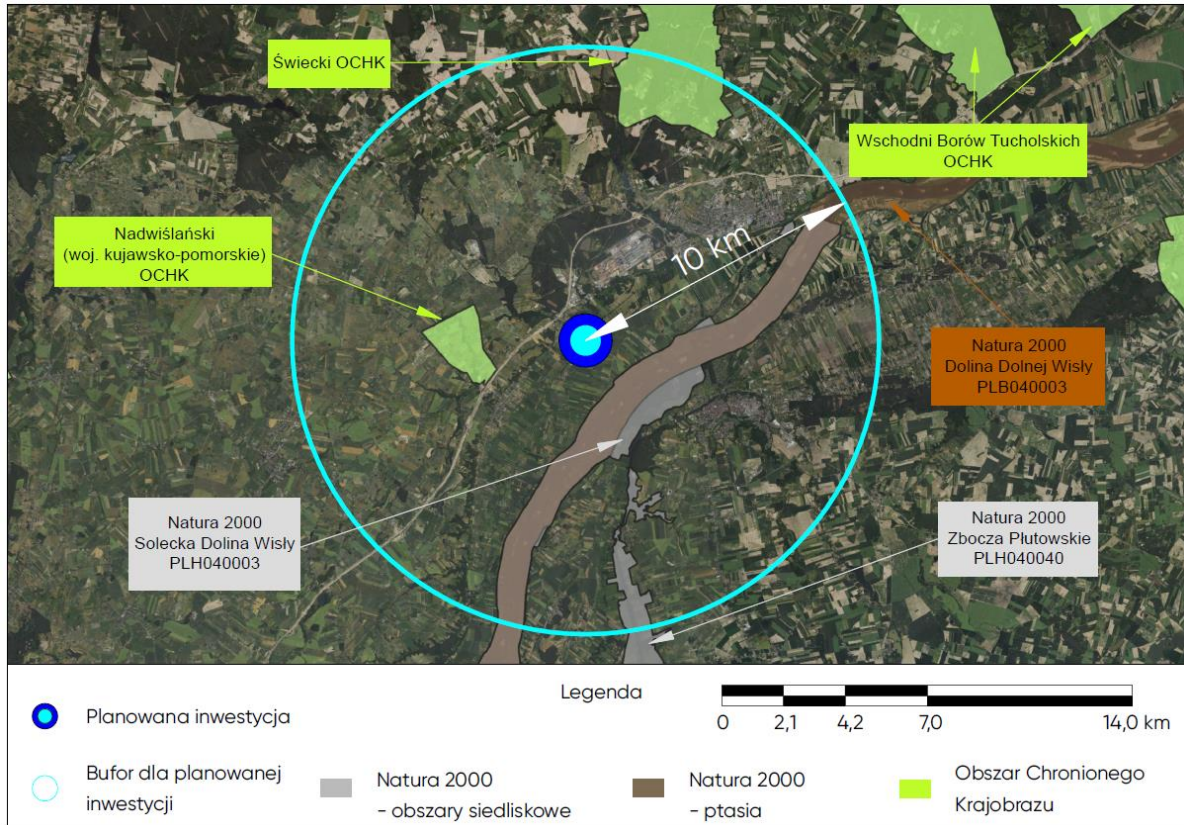 Świecki OCHK
Wschodni Borów Tucholskich
OCHK
Nadwiślański
(woj. kujawsko-pomorskie)
OCHK
10 km
Natura 2000
Dolina Dolnej Wisły
PLB040003
Natura 2000
Solecka Dolina Wisły
PLH040003
Natura 2000
Zbocza Płutowskie
PLH040040
Legenda
Planowana inwestycja
0 2,1 4,2 7,0 14,0 km
Bufor dla planowanej
inwestycji
Natura 2000
- obszary siedliskowe
Natura 2000
- ptasia
Obszar Chronionego
Krajobrazu